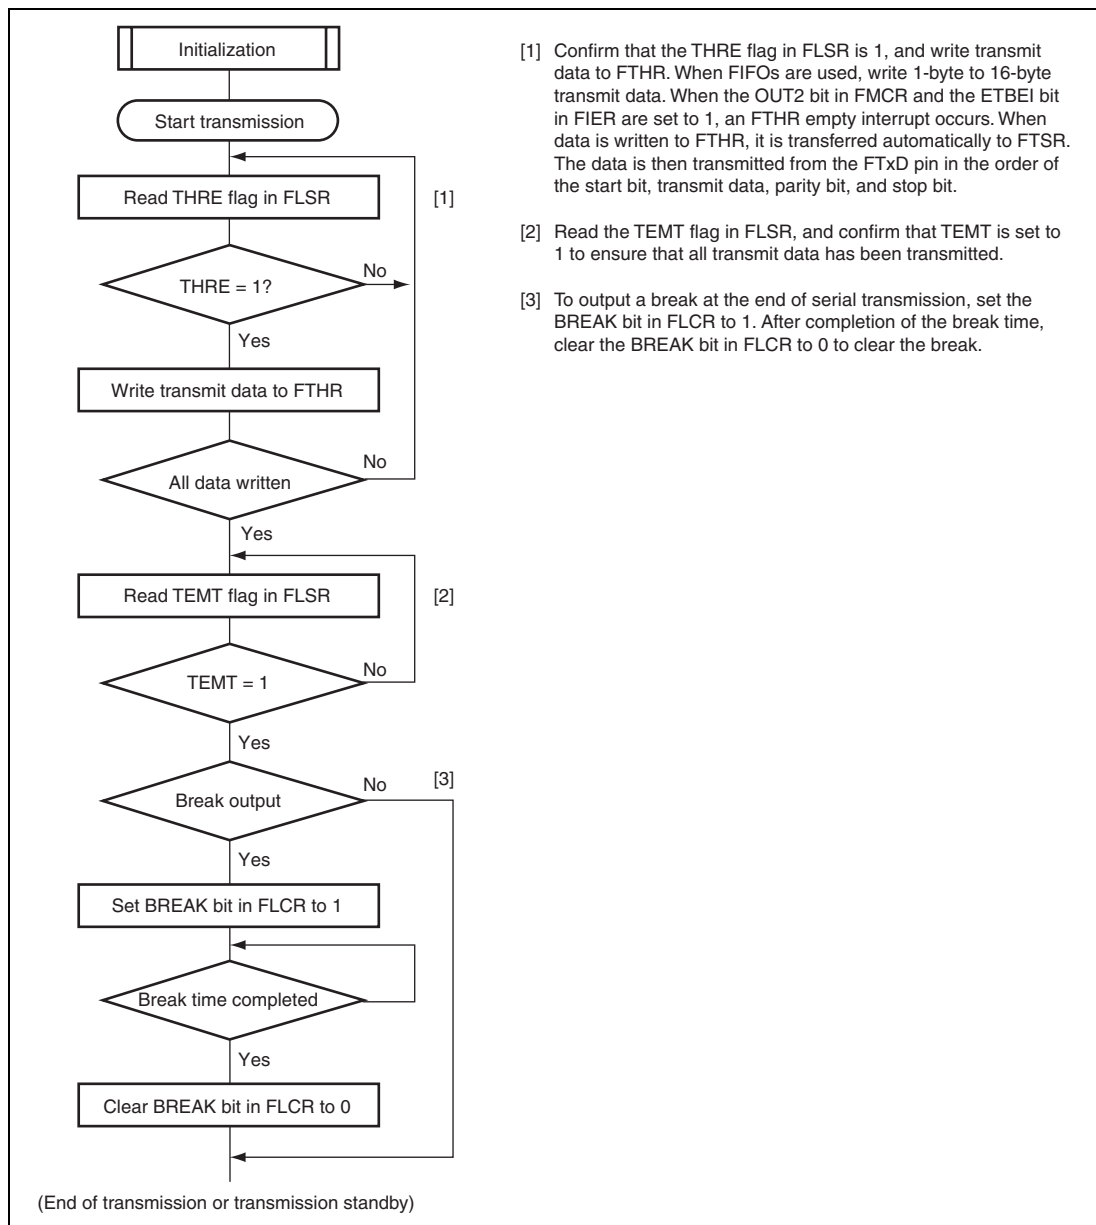 Initialization
Start transmission
Read THRE flag in FLSR
[1]
THRE = 1?
No
Yes
Write transmit data to FTHR
All data written
No
Yes
Read TEMT flag in FLSR
[2]
TEMT = 1
No
Yes
Break output
No
[3]
Yes
Set BREAK bit in FLCR to 1
Break time completed
Yes
Clear BREAK bit in FLCR to 0
(End of transmission or transmission standby)
[1] Confirm that the THRE flag in FLSR is 1, and write transmit
data to FTHR. When FIFOs are used, write 1-byte to 16-byte
transmit data. When the OUT2 bit in FMCR and the ETBEI bit
in FIER are set to 1, an FTHR empty interrupt occurs. When
data is written to FTHR, it is transferred automatically to FTSR.
The data is then transmitted from the FTxD pin in the order of
the start bit, transmit data, parity bit, and stop bit.
[2] Read the TEMT flag in FLSR, and confirm that TEMT is set to
1 to ensure that all transmit data has been transmitted.
[3] To output a break at the end of serial transmission, set the
BREAK bit in FLCR to 1. After completion of the break time,
clear the BREAK bit in FLCR to 0 to clear the break.